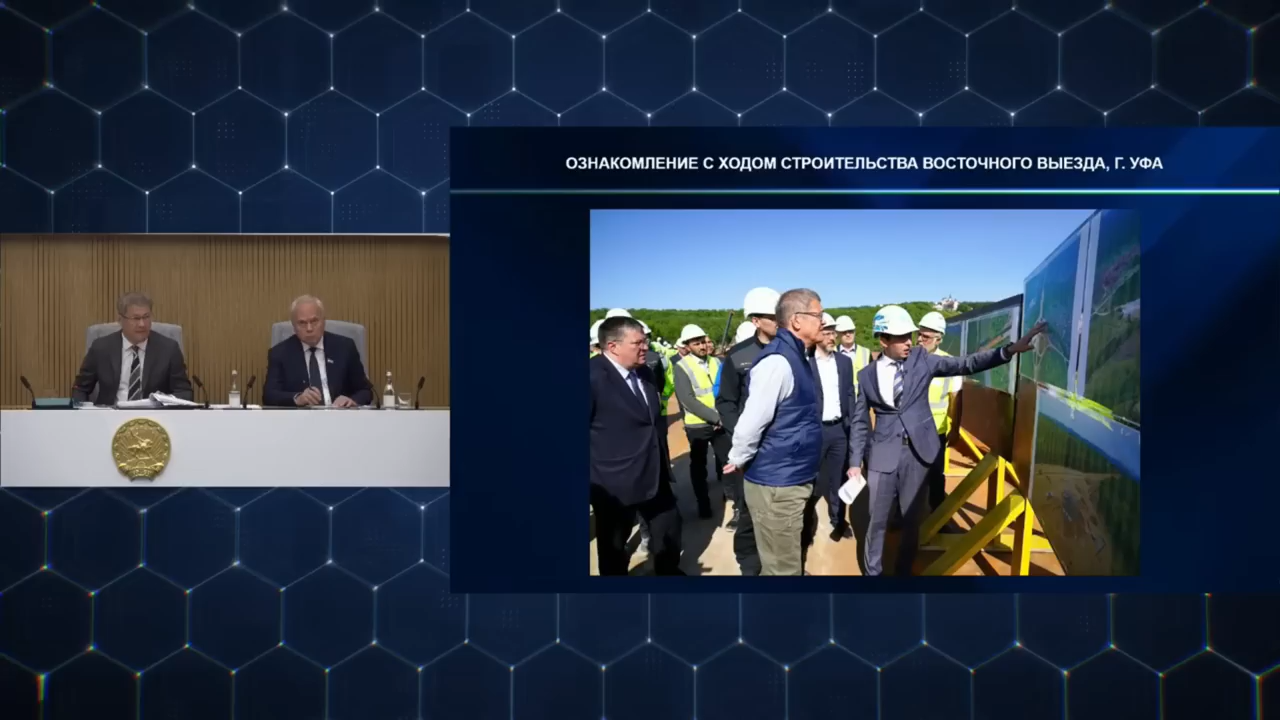 ОЗНАКОМЛЕНИЕ С ХОДОМ СТРОИТЕЛЬСТВА ВОСТОЧНОГО ВЫЕЗДА, Г. УФА